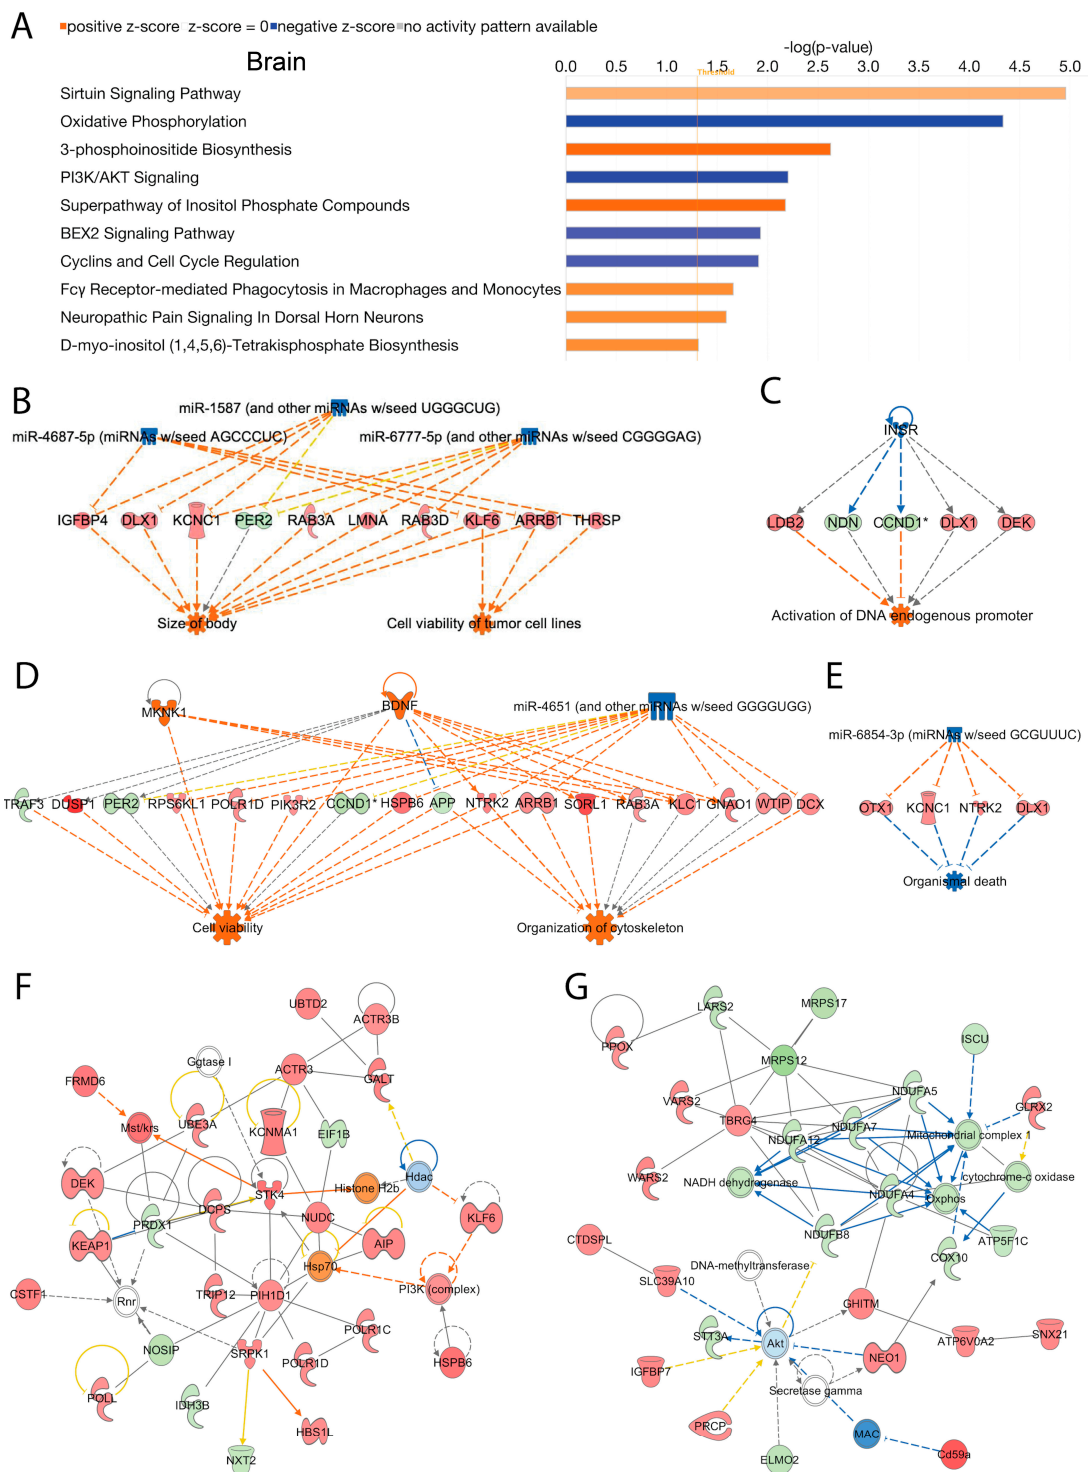 A
positive z-score z-score = 0 negative z-score no activity pattern available
Brain
-log(p-value)
0.0 0.5 1.0 1.5 2.0 2.5 3.0 3.5 4.0 4.5 5.0
Threshold
Sirtuin Signaling Pathway
Oxidative Phosphorylation
3-phosphoinositide Biosynthesis
PI3K/AKT Signaling
Superpathway of Inositol Phosphate Compounds
BEX2 Signaling Pathway
Cyclins and Cell Cycle Regulation
Fcγ Receptor-mediated Phagocytosis in Macrophages and Monocytes
Neuropathic Pain Signaling In Dorsal Horn Neurons
D-myo-inositol (1,4,5,6)-Tetrakisphosphate Biosynthesis
B
miR-1587 (and other miRNAs w/seed UGGGCUG)
miR-4687-5p (miRNAs w/seed AGCCCUC)
miR-6777-5p (and other miRNAs w/seed CGGGGAG)
IGFBP4 DLX1 KCNC1 PER2 RAB3A LMNA RAB3D KLF6 ARRB1 THRSP
Size of body
Cell viability of tumor cell lines
C
INSR
LDB2 NDN CCND1* DLX1 DEK
Activation of DNA endogenous promoter
D
MKNK1
BDNF
miR-4651 (and other miRNAs w/seed GGGGUGG)
TRAF3 DUSP1 PER2 RPS6KL1 POLR1D PIK3R2 CCND1* HSPB6 APP NTRK2 ARRB1 SORL1 RAB3A KLC1 GNAO1 WTIP DCX
Cell viability
Organization of cytoskeleton
E
miR-6854-3p (miRNAs w/seed GCGUUUC)
OTX1 KCNC1 NTRK2 DLX1
Organismal death
F
UBTD2
ACTR3B
Ggtase I
ACTR3
GALT
FRMD6
Mst/krs
UBE3A
KCNMA1
EIF1B
DEK
STK4
Histone H2b
Hdac
PRDX1
DCPS
NUDC
KLF6
KEAP1
AIP
Hsp70
CSTF1
Rnr
TRIP12
PIH1D1
PI3K (complex)
NOSIP
SRPK1
POLR1C
POLR1D
HSPB6
POLL
IDH3B
HBS1L
NXT2
G
LARS2
MRPS17
PPOX
MRPS12
ISCU
VARS2
TBRG4
NDUFA5
GLRX2
NDUFA7
NDUFA12
Mitochondrial complex 1
WARS2
NADH dehydrogenase
cytochrome-c oxidase
NDUFA4
Oxphos
NDUFB8
ATP5F1C
COX10
CTDSPL
DNA-methyltransferase
SLC39A10
GHITM
STT3A
Akt
ATP6V0A2
SNX21
IGFBP7
NEO1
Secretase gamma
PRCP
MAC
ELMO2
Cd59a